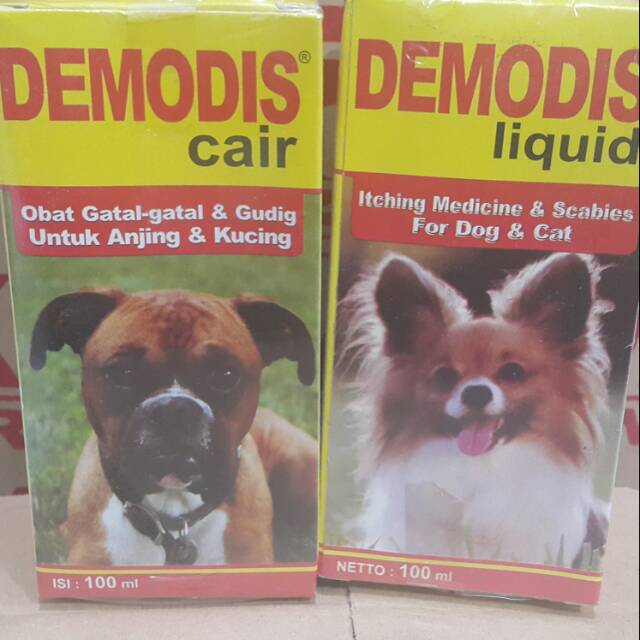 DEMODIS®
cair
Obat Gatal-gatal & Gudig
Untuk Anjing & Kucing
ISI : 100 ml
DEMODIS
liquid
Itching Medicine & Scabies
For Dog & Cat
NETTO : 100 ml